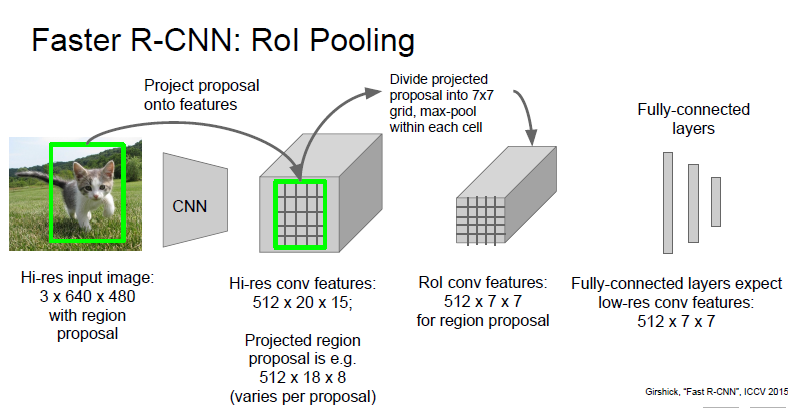 Faster R-CNN: RoI Pooling
Project proposal
onto features
Divide projected
proposal into 7x7
grid, max-pool
within each cell
Fully-connected
layers
CNN
Hi-res input image:
3 x 640 x 480
with region
proposal
Hi-res conv features:
512 x 20 x 15;
Projected region
proposal is e.g.
512 x 18 x 8
(varies per proposal)
RoI conv features:
512 x 7 x 7
for region proposal
Fully-connected layers expect
low-res conv features:
512 x 7 x 7
Girshick, “Fast R-CNN”, ICCV 2015